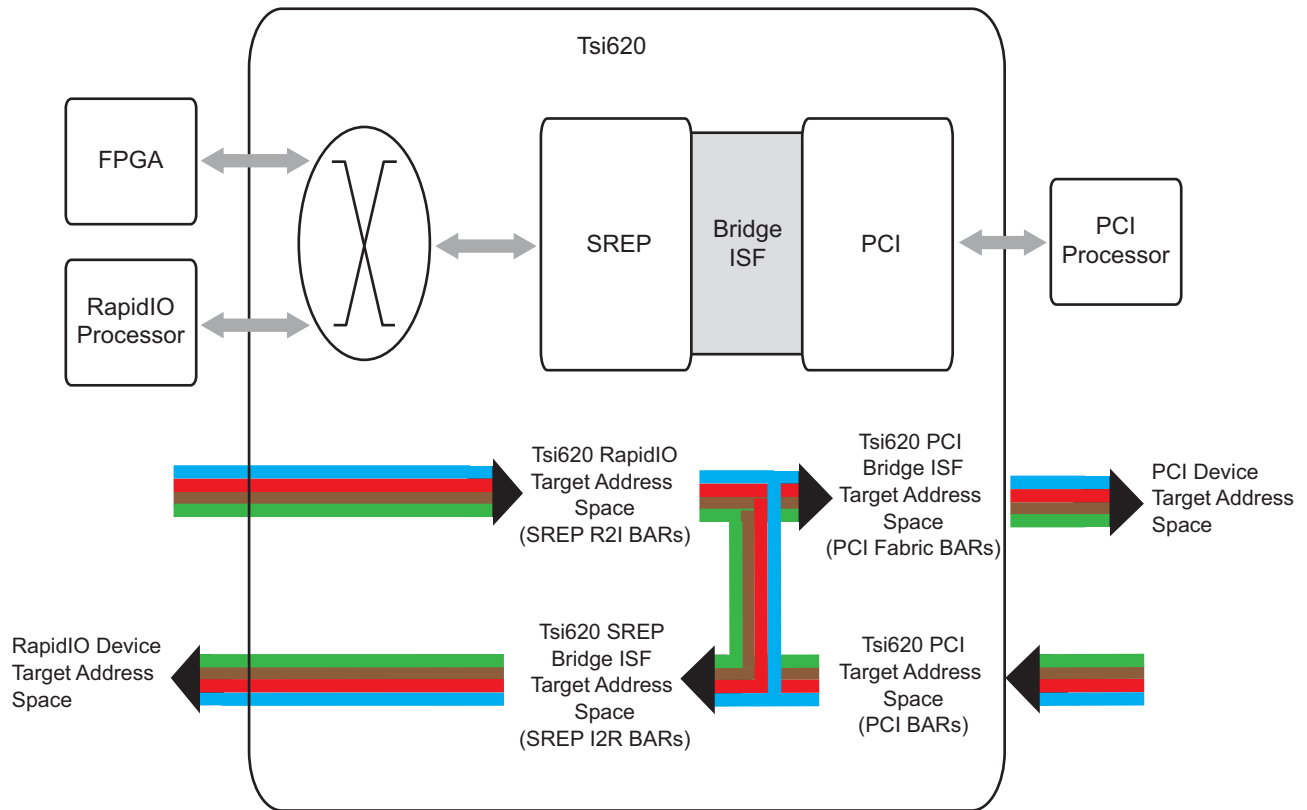 Tsi620
FPGA
RapidIO
Processor
SREP
Bridge
ISF
PCI
PCI
Processor
Tsi620 RapidIO
Target Address
Space
(SREP R2I BARs)
Tsi620 PCI
Bridge ISF
Target Address
Space
(PCI Fabric BARs)
PCI Device
Target Address
Space
RapidIO Device
Target Address
Space
Tsi620 SREP
Bridge ISF
Target Address
Space
(SREP I2R BARs)
Tsi620 PCI
Target Address
Space
(PCI BARs)